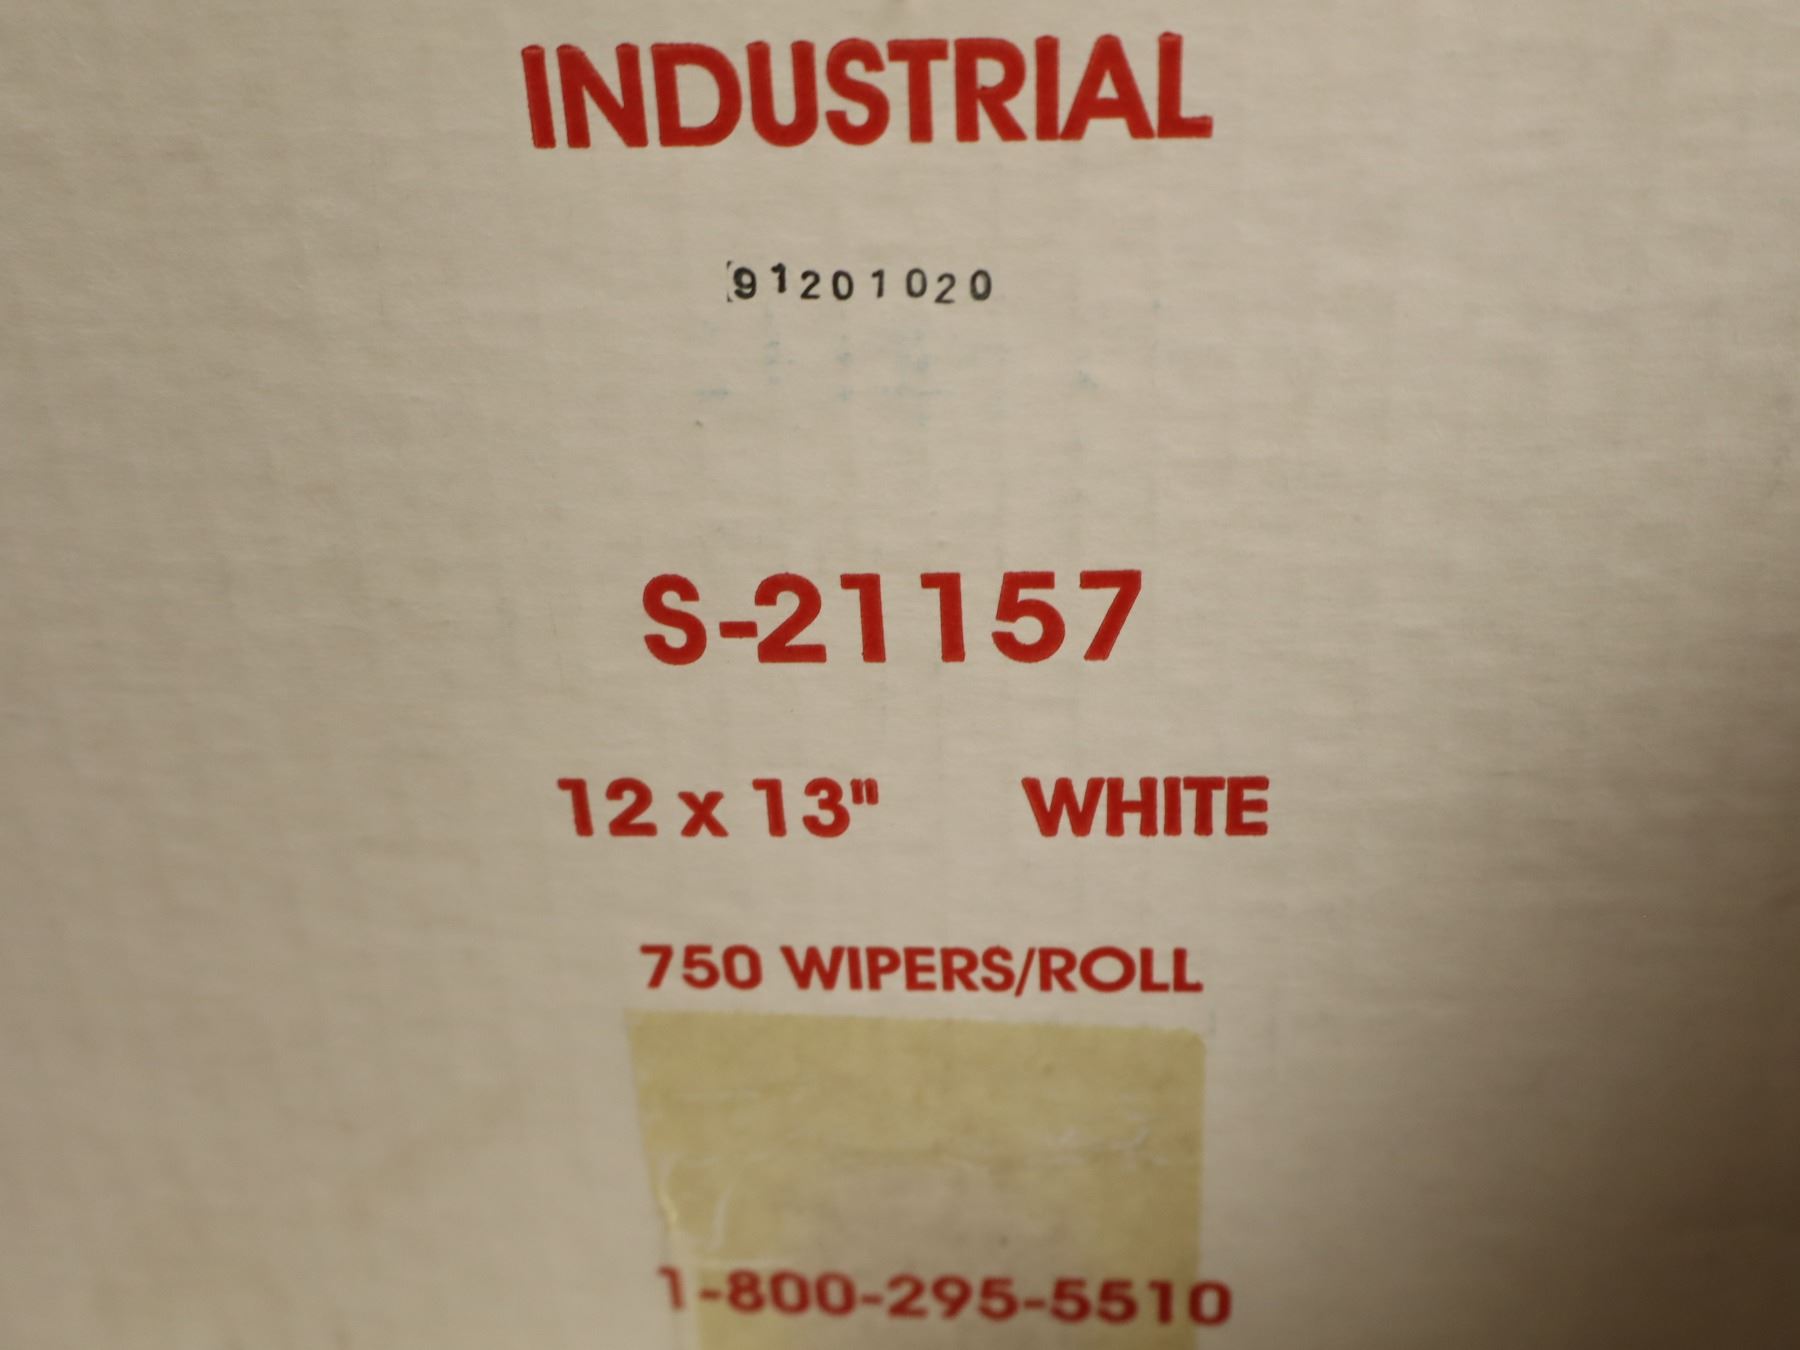 INDUSTRIAL
91201020
S-21157
12 x 13" WHITE
750 WIPERS/ROLL
1-800-295-5510